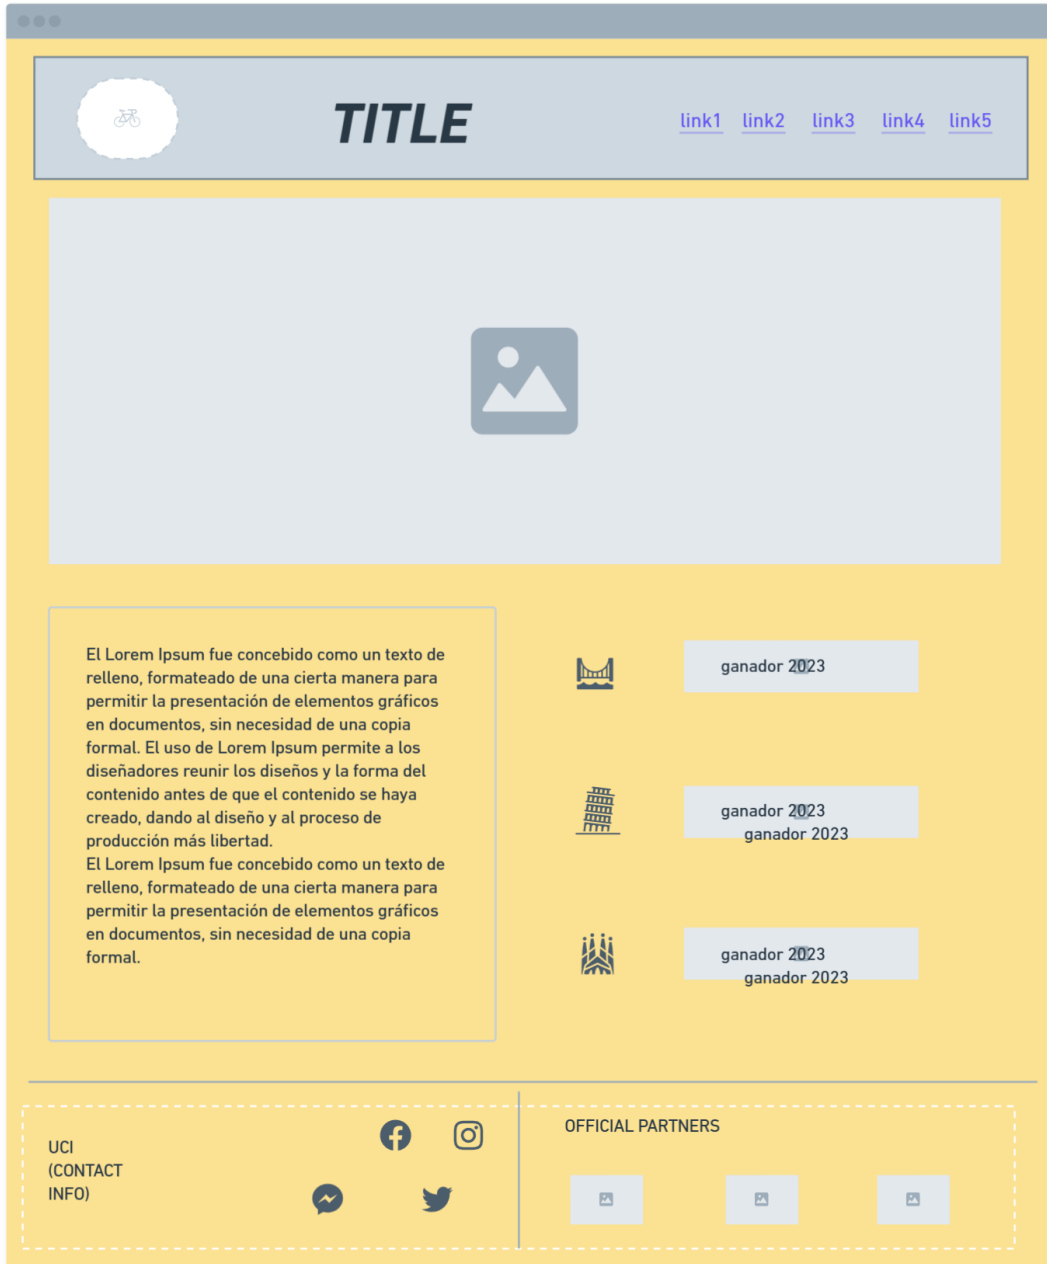 TITLE
link1 link2 link3 link4 link5
El Lorem Ipsum fue concebido como un texto de
relleno, formateado de una cierta manera para
permitir la presentación de elementos gráficos
en documentos, sin necesidad de una copia
formal. El uso de Lorem Ipsum permite a los
diseñadores reunir los diseños y la forma del
contenido antes de que el contenido se haya
creado, dando al diseño y al proceso de
producción más libertad.
El Lorem Ipsum fue concebido como un texto de
relleno, formateado de una cierta manera para
permitir la presentación de elementos gráficos
en documentos, sin necesidad de una copia
formal.
ganador 2023
ganador 2023
ganador 2023
ganador 2023
ganador 2023
UCI
(CONTACT
INFO)
OFFICIAL PARTNERS